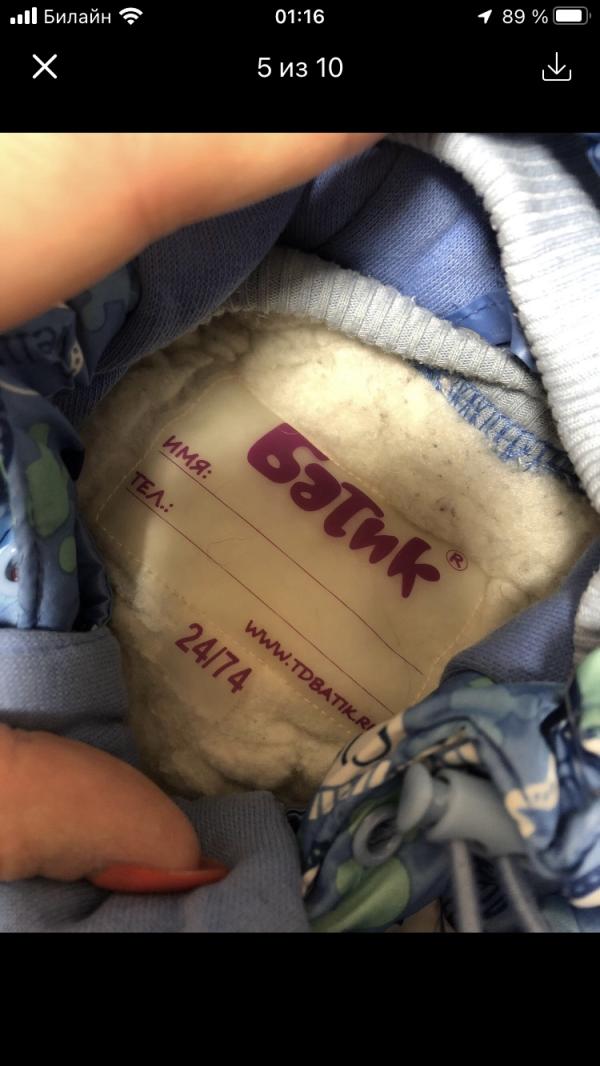 Билайн 01:16 89 %
5 из 10
Батик®
ИМЯ:
ТЕЛ.:
WWW.TDBATIK.RU
24/74